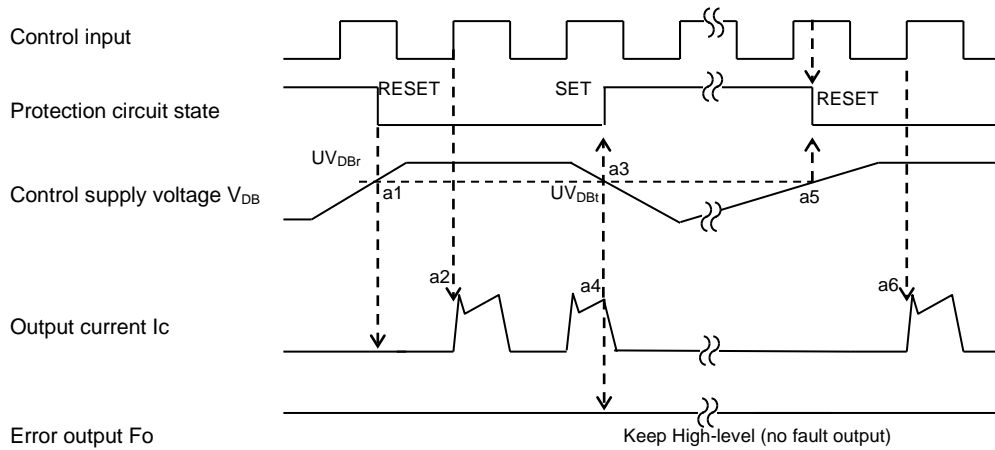 Control input
RESET
SET
RESET
Protection circuit state
UVDBr
a1
a3
UVDBt
a5
Control supply voltage VDB
a2
a4
a6
Output current Ic
Error output Fo
Keep High-level (no fault output)